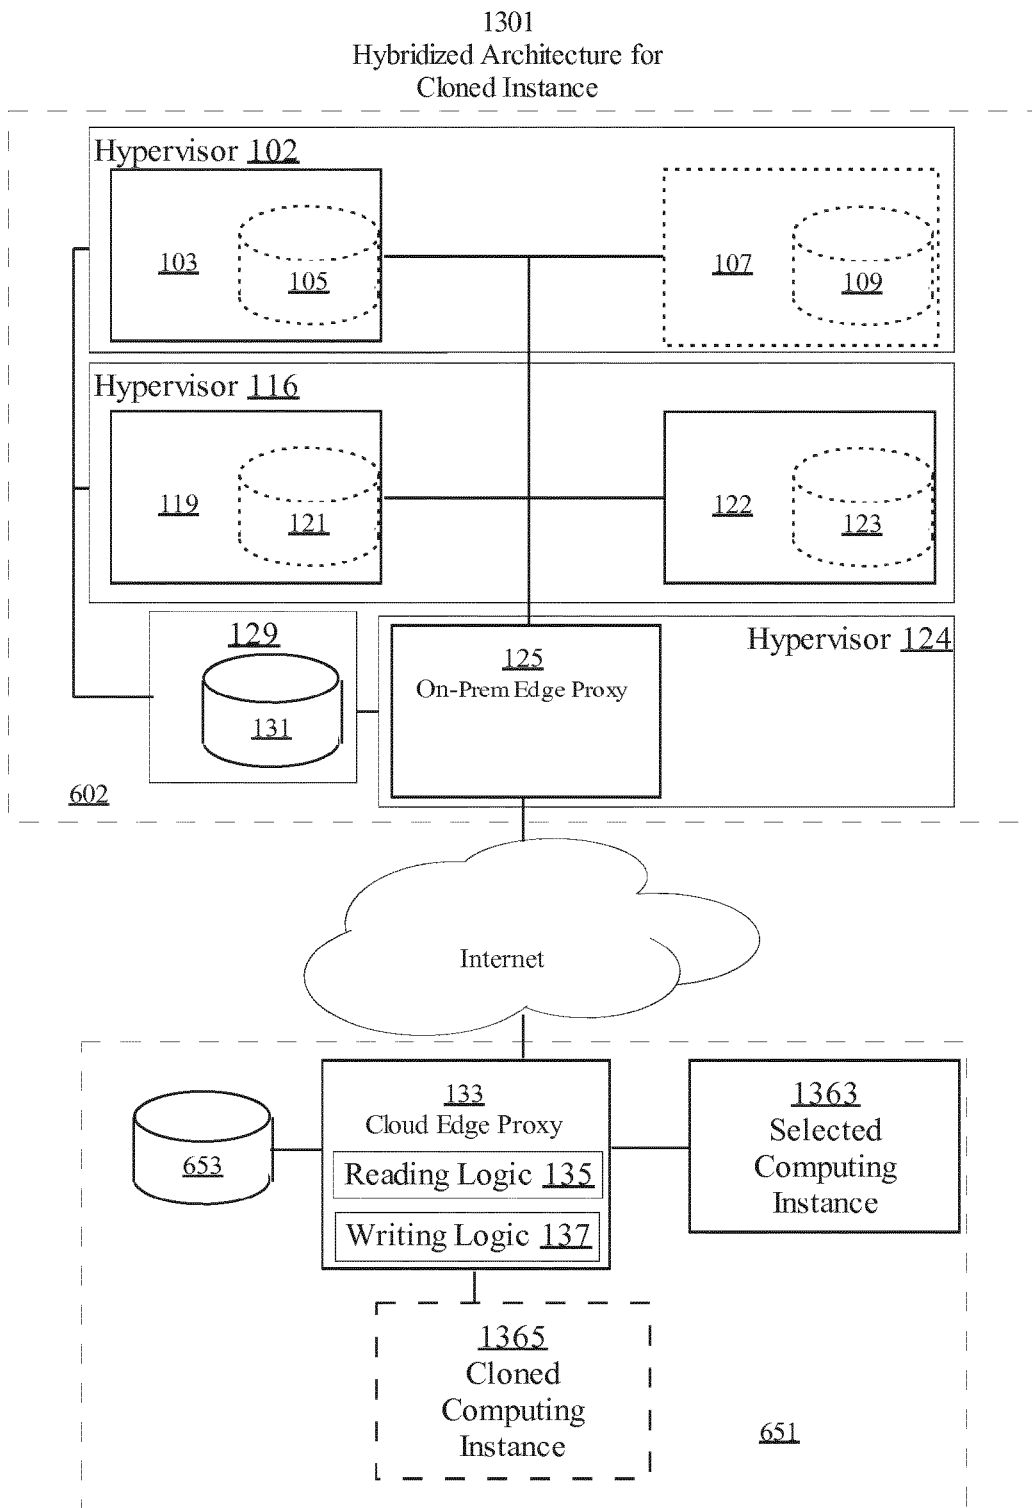 1301
Hybridized Architecture for
Cloned Instance
Hypervisor 102
103
105
107
109
Hypervisor 116
119
121
122
123
129
131
125
On-Prem Edge Proxy
Hypervisor 124
602
Internet
653
133
Cloud Edge Proxy
Reading Logic 135
Writing Logic 137
1363
Selected
Computing
Instance
1365
Cloned
Computing
Instance
651